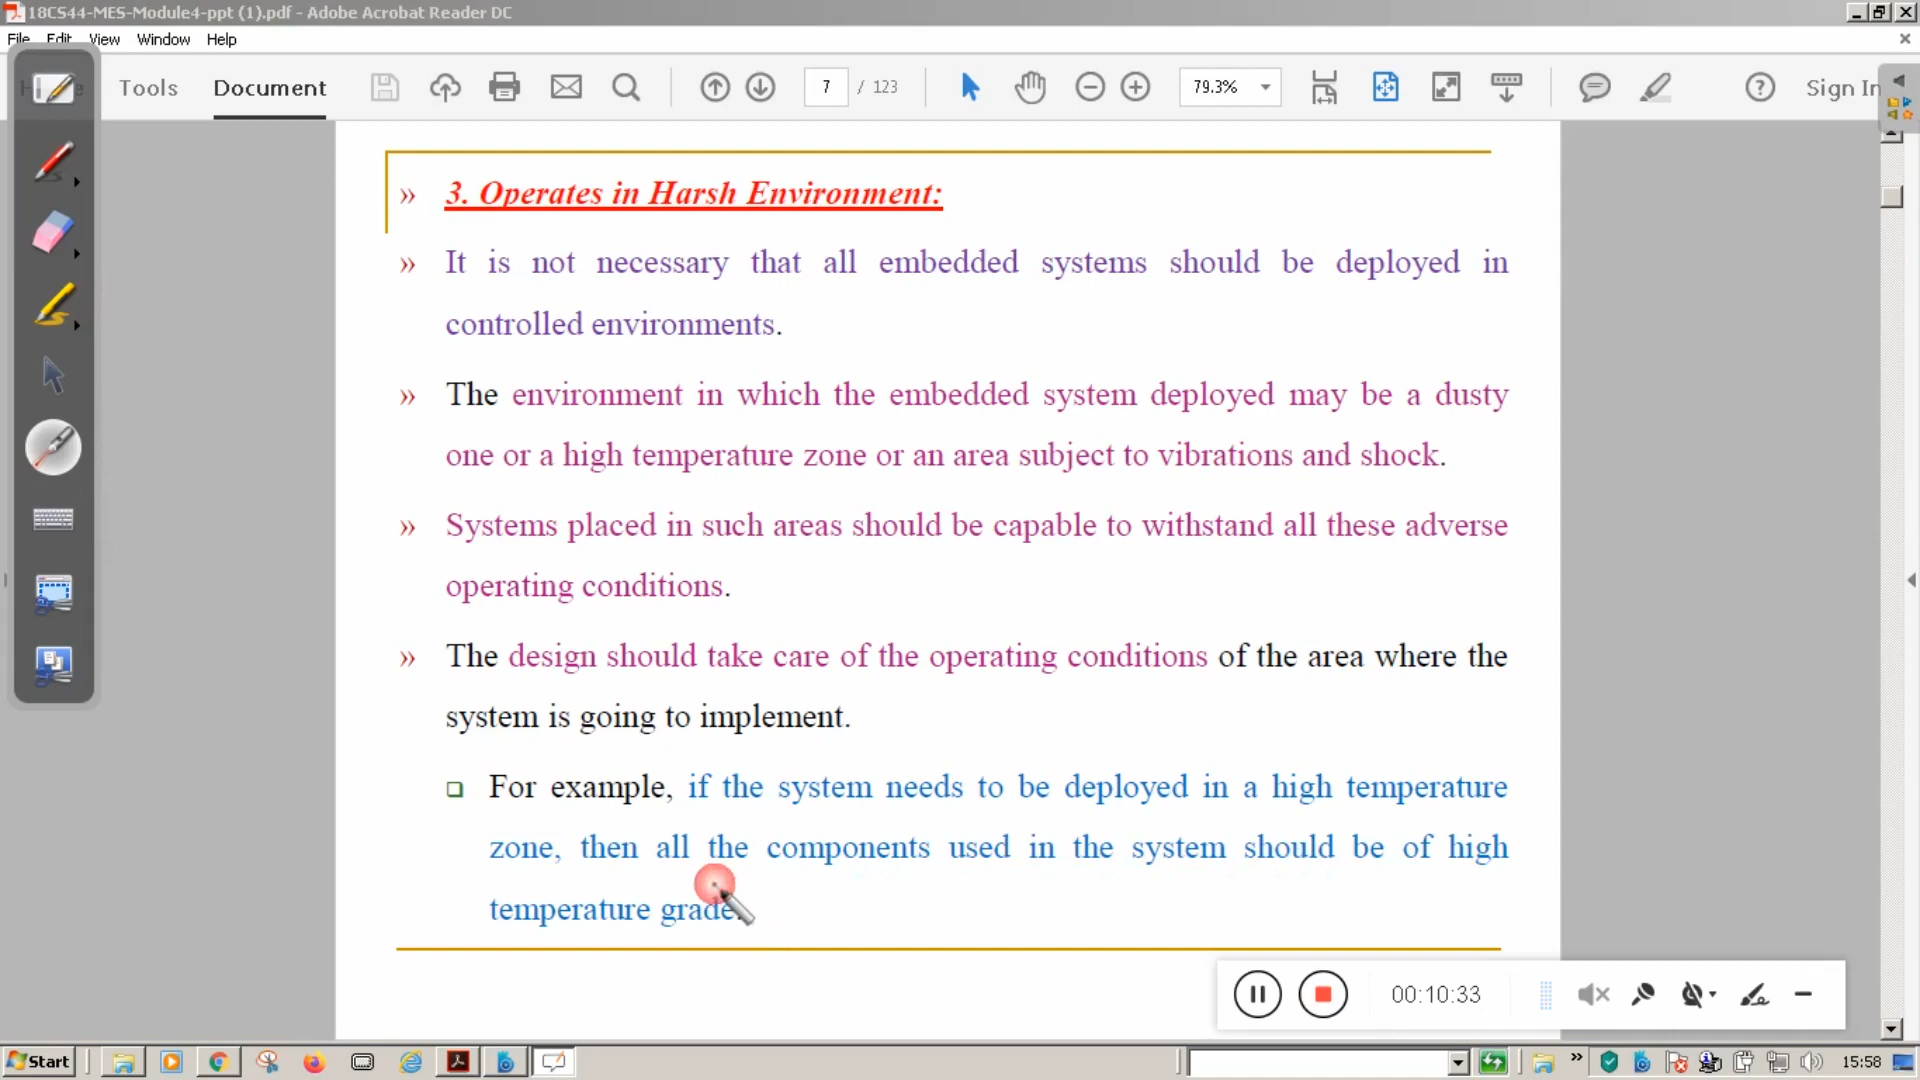 18CS44-MES-Module4-ppt (1).pdf - Adobe Acrobat Reader DC
File Edit View Window Help
Tools Document 7 / 123 79.3% Sign In
» 3. Operates in Harsh Environment:
» It is not necessary that all embedded systems should be deployed in
controlled environments.
» The environment in which the embedded system deployed may be a dusty
one or a high temperature zone or an area subject to vibrations and shock.
» Systems placed in such areas should be capable to withstand all these adverse
operating conditions.
» The design should take care of the operating conditions of the area where the
system is going to implement.
❑ For example, if the system needs to be deployed in a high temperature
zone, then all the components used in the system should be of high
temperature grade.
00:10:33
Start 15:58